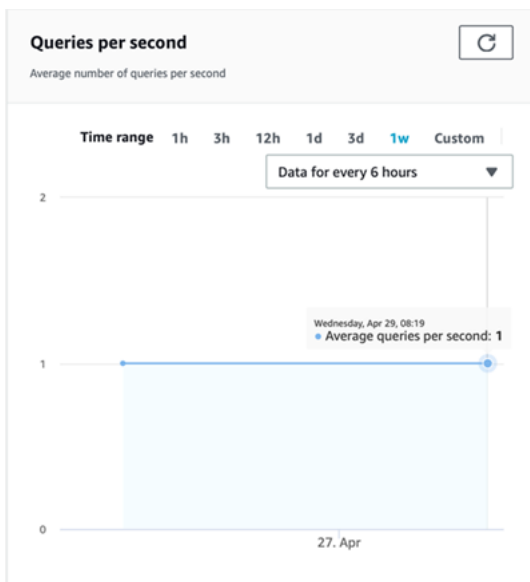 Queries per second
Average number of queries per second
Time range 1h 3h 12h 1d 3d 1w Custom
Data for every 6 hours
2
Wednesday, Apr 29, 08:19
Average queries per second: 1
1
0
27. Apr